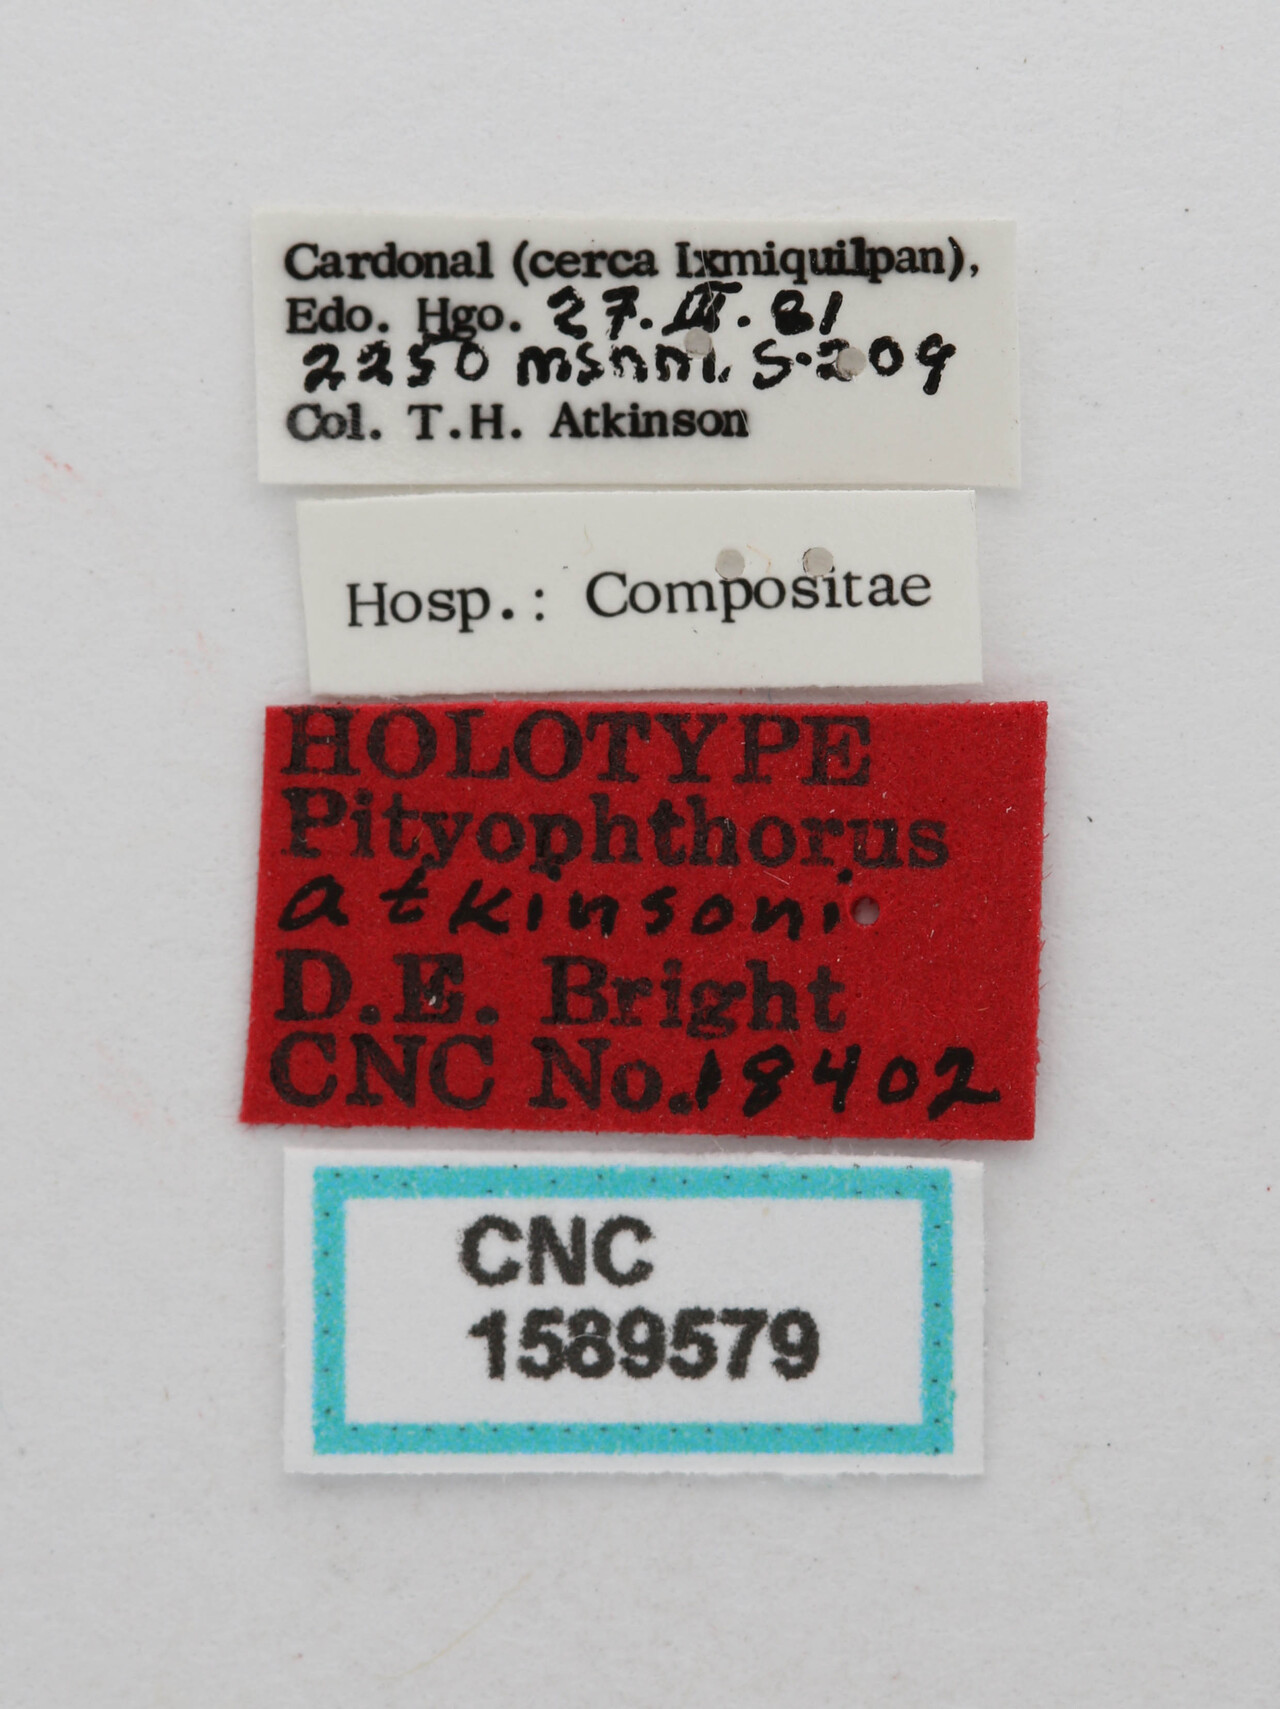 Cardonal (cerca Ixmiquilpan),
Edo. Hgo. 27.III.81
2250 msnm, S-209
Col. T.H. Atkinson
Hosp.: Compositae
HOLOTYPE
Pityophthorus
atkinsoni
D.E. Bright
CNC No.18402
CNC
1589579